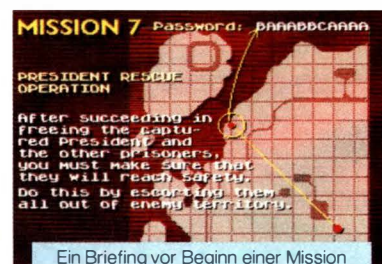 MISSION 7 Password: BAAABBCAAAA
PRESIDENT RESCUE
OPERATION
After succeeding in
freeing the captu-
red President and
the other prisoners,
you must make sure that
they will reach safety.
Do this by escorting them
all out of enemy territory.
Ein Briefing vor Beginn einer Mission